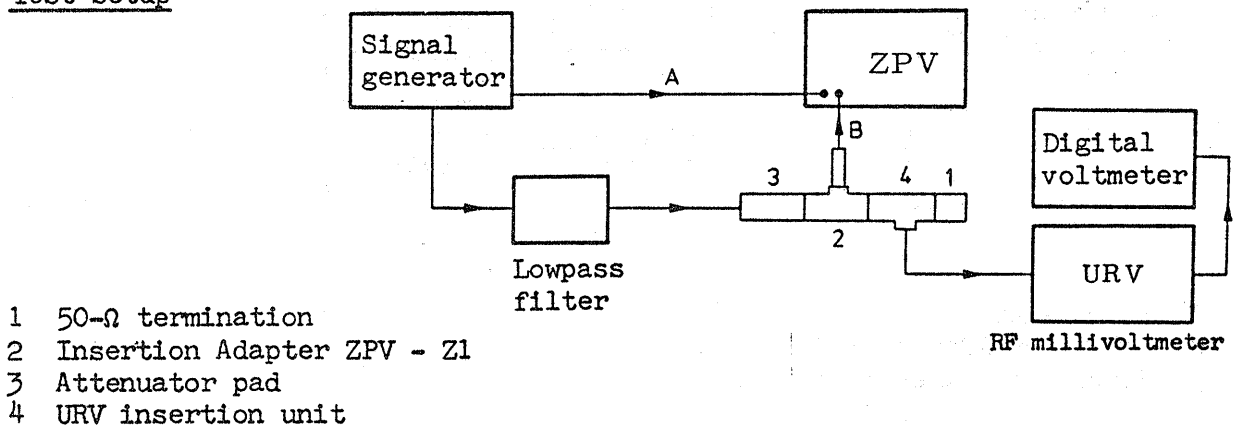 Test Setup
Signal
generator
A
ZPV
B
Digital
voltmeter
3
4
1
2
Lowpass
filter
URV
RF millivoltmeter
1 50-Ω termination
2 Insertion Adapter ZPV - Z1
3 Attenuator pad
4 URV insertion unit